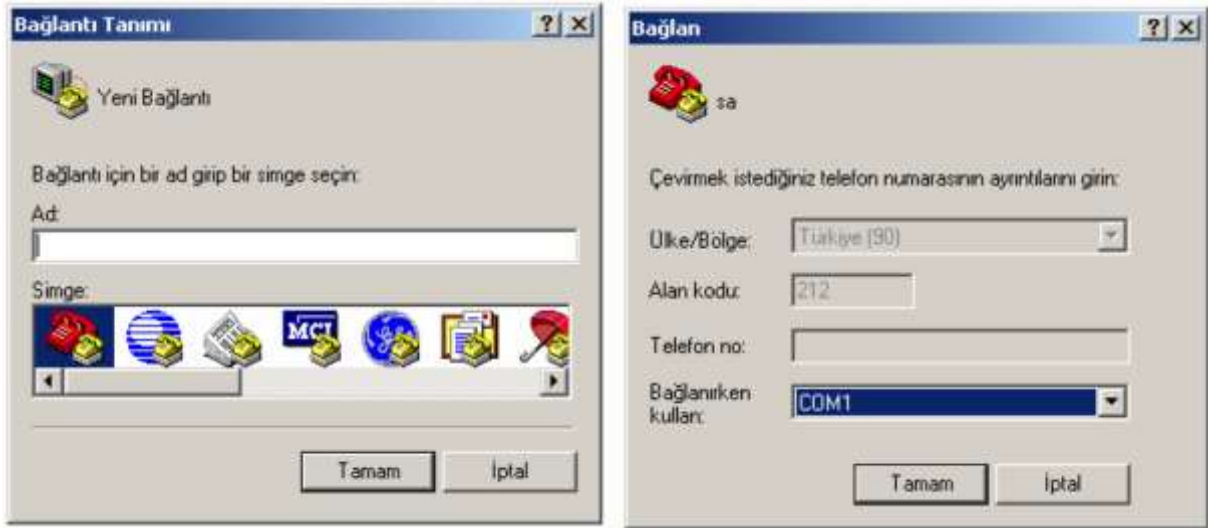 Bağlantı Tanımı
Yeni Bağlantı
Bağlantı için bir ad girip bir simge seçin:
Ad:
Simge:
MCI
Tamam
İptal
Bağlan
sa
Çevirmek istediğiniz telefon numarasının ayrıntılarını girin:
Ülke/Bölge:
Türkiye (90)
Alan kodu:
212
Telefon no:
Bağlanırken
kullan:
COM1
Tamam
İptal